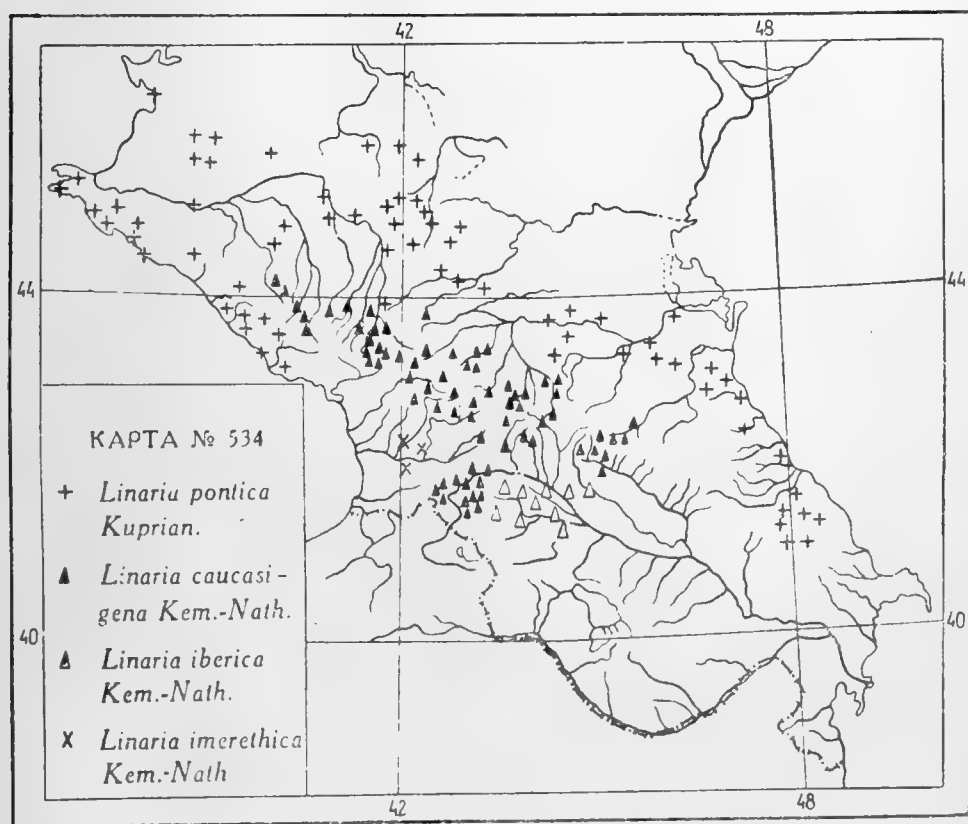 42
48
44
44
КАРТА № 534
+ Linaria pontica
Kuprian.
Linaria caucasi-
gena Kem.-Nath.
Linaria iberica
Kem.-Nath.
x Linaria imerethica
Kem.-Nath
40
40
42
48